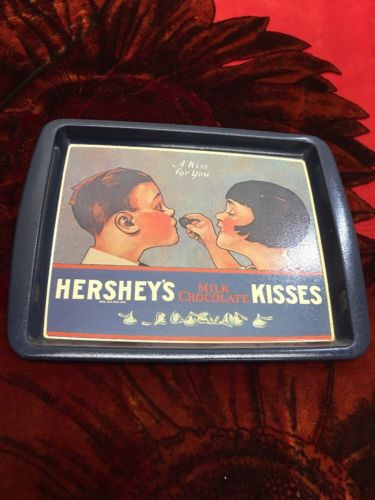 A Kiss
for You
HERSHEY'S MILK CHOCOLATE KISSES